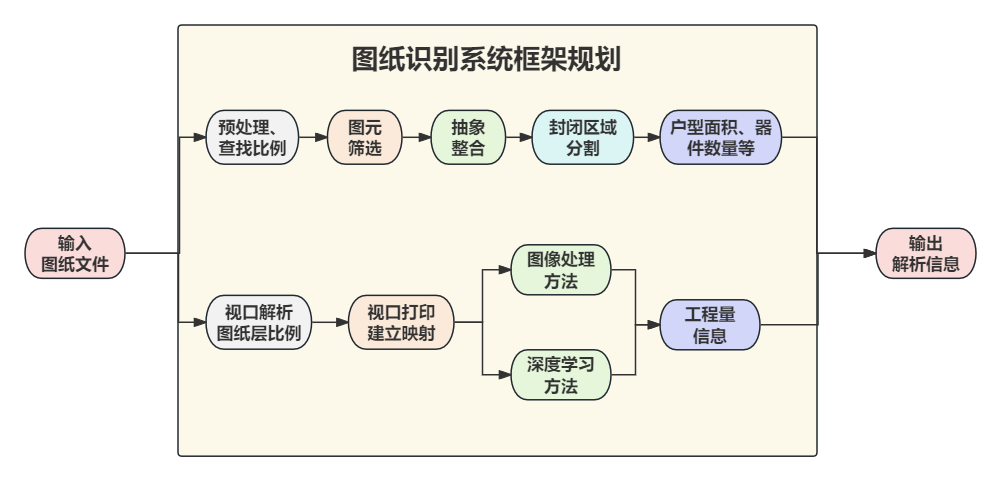 图纸识别系统框架规划
预处理、
查找比例
图元
筛选
抽象
整合
封闭区域
分割
户型面积、器
件数量等
输入
图纸文件
输出
解析信息
视口解析
图纸层比例
视口打印
建立映射
图像处理
方法
深度学习
方法
工程量
信息